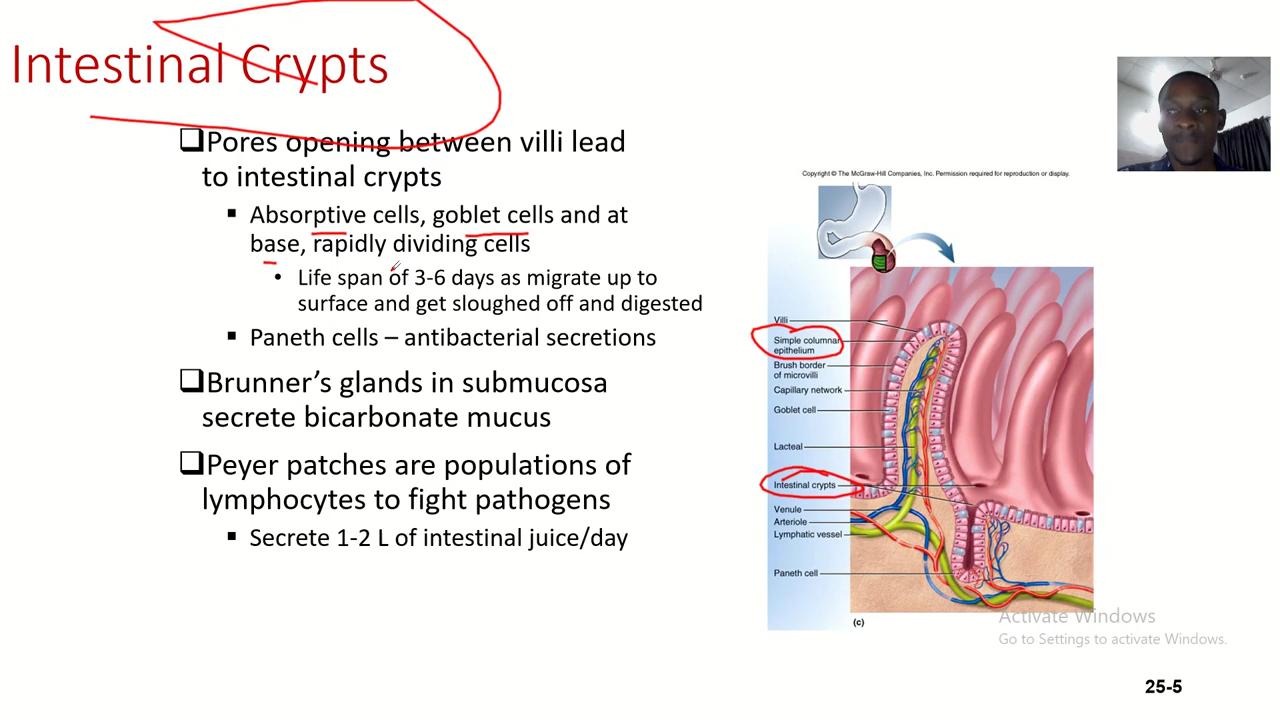 Intestinal Crypts
Pores opening between villi lead
to intestinal crypts
Absorptive cells, goblet cells and at
base, rapidly dividing cells
Life span of 3-6 days as migrate up to
surface and get sloughed off and digested
Paneth cells – antibacterial secretions
Brunner’s glands in submucosa
secrete bicarbonate mucus
Peyer patches are populations of
lymphocytes to fight pathogens
Secrete 1-2 L of intestinal juice/day
Copyright © The McGraw-Hill Companies, Inc. Permission required for reproduction or display.
Villi
Simple columnar
epithelium
Brush border
of microvilli
Capillary network
Goblet cell
Lacteal
Intestinal crypts
Venule
Arteriole
Lymphatic vessel
Paneth cell
(c)
Activate Windows
Go to Settings to activate Windows.
25-5